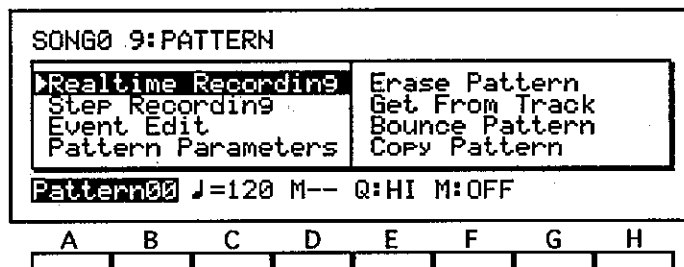 SONG0 9:PATTERN
▶Realtime Recording
Step Recording
Event Edit
Pattern Parameters
Erase Pattern
Get From Track
Bounce Pattern
Copy Pattern
Pattern00 ♩=120 M-- Q:HI M:OFF
A B C D E F G H